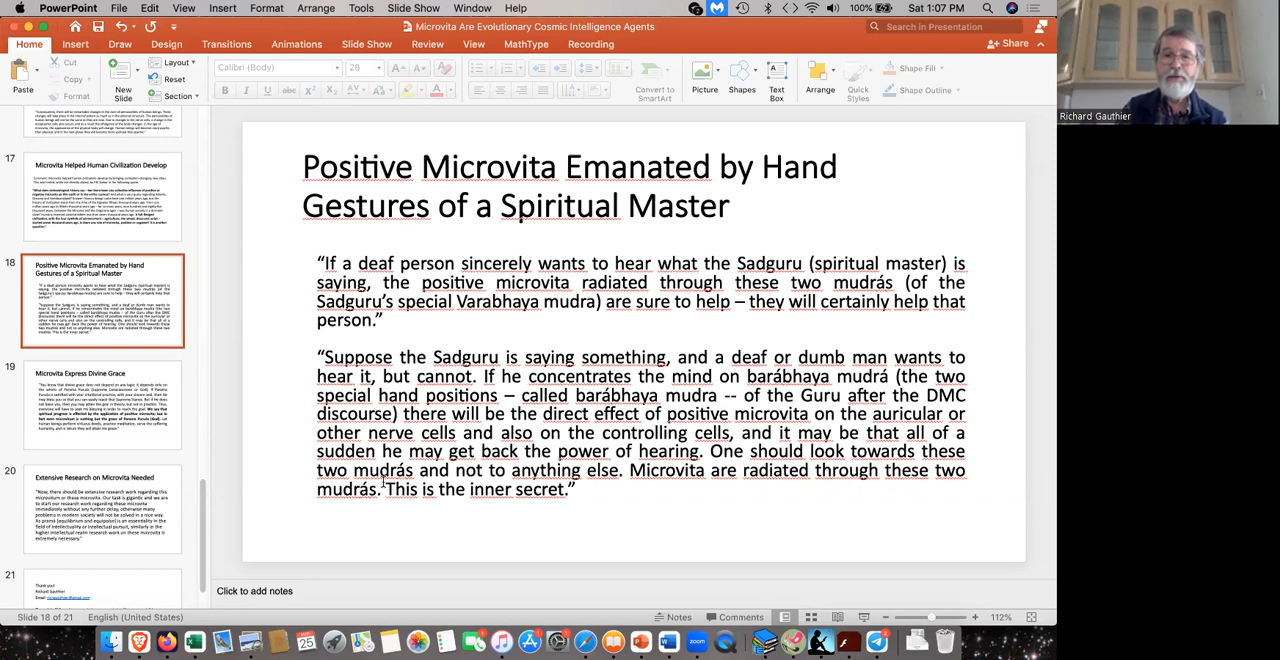 PowerPoint File Edit View Insert Format Arrange Tools Slide Show Window Help 100% Sat 1:07 PM
Microvita Are Evolutionary Cosmic Intelligence Agents
Search in Presentation
Home Insert Draw Design Transitions Animations Slide Show Review View MathType Recording
Share
Paste
Cut
Copy
Format
New Slide
Layout
Reset
Section
Calibri (Body) 28
Convert to SmartArt
Picture
Shapes
Text Box
Arrange
Quick Styles
Shape Fill
Shape Outline
Richard Gauthier
17
Microvita Helped Human Civilization Develop
18
Positive Microvita Emanated by Hand
Gestures of a Spiritual Master
19
Microvita Express Divine Grace
20
Extensive Research on Microvita Needed
21
Thank you!
Richard Gauthier
Positive Microvita Emanated by Hand
Gestures of a Spiritual Master
“If a deaf person sincerely wants to hear what the Sadguru (spiritual master) is
saying, the positive microvita radiated through these two mudrás (of the
Sadguru’s special Varabhaya mudra) are sure to help – they will certainly help that
person.”
“Suppose the Sadguru is saying something, and a deaf or dumb man wants to
hear it, but cannot. If he concentrates the mind on barábhaya mudrá (the two
special hand positions – called barábhaya mudra -- of the Guru after the DMC
discourse) there will be the direct effect of positive microvita on the auricular or
other nerve cells and also on the controlling cells, and it may be that all of a
sudden he may get back the power of hearing. One should look towards these
two mudrás and not to anything else. Microvita are radiated through these two
mudrás. This is the inner secret.”
Click to add notes
Slide 18 of 21 English (United States) Notes Comments 112%